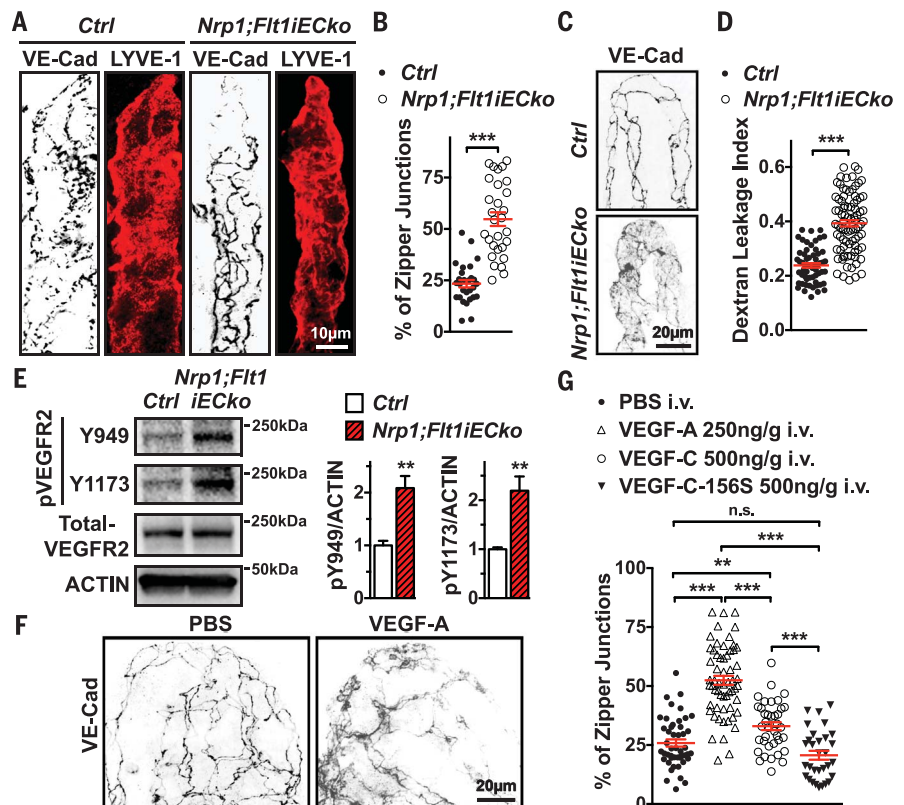 A
Ctrl
Nrp1;Flt1iECko
VE-Cad
LYVE-1
VE-Cad
LYVE-1
10µm
B
Ctrl
Nrp1;Flt1iECko
***
% of Zipper Junctions
75
50
25
0
C
VE-Cad
Ctrl
Nrp1;Flt1iECko
20µm
D
Ctrl
Nrp1;Flt1iECko
***
Dextran Leakage Index
0.6
0.4
0.2
0.0
E
Nrp1;Flt1
Ctrl iECko
pVEGFR2
Y949
-250kDa
Y1173
-250kDa
Total-
VEGFR2
-250kDa
ACTIN
-50kDa
Ctrl
Nrp1;Flt1iECko
pY949/ACTIN
2
1
0
**
pY1173/ACTIN
2
1
0
**
F
PBS
VEGF-A
VE-Cad
20µm
G
PBS i.v.
VEGF-A 250ng/g i.v.
VEGF-C 500ng/g i.v.
VEGF-C-156S 500ng/g i.v.
n.s.
***
**
***
***
***
% of Zipper Junctions
100
75
50
25
0